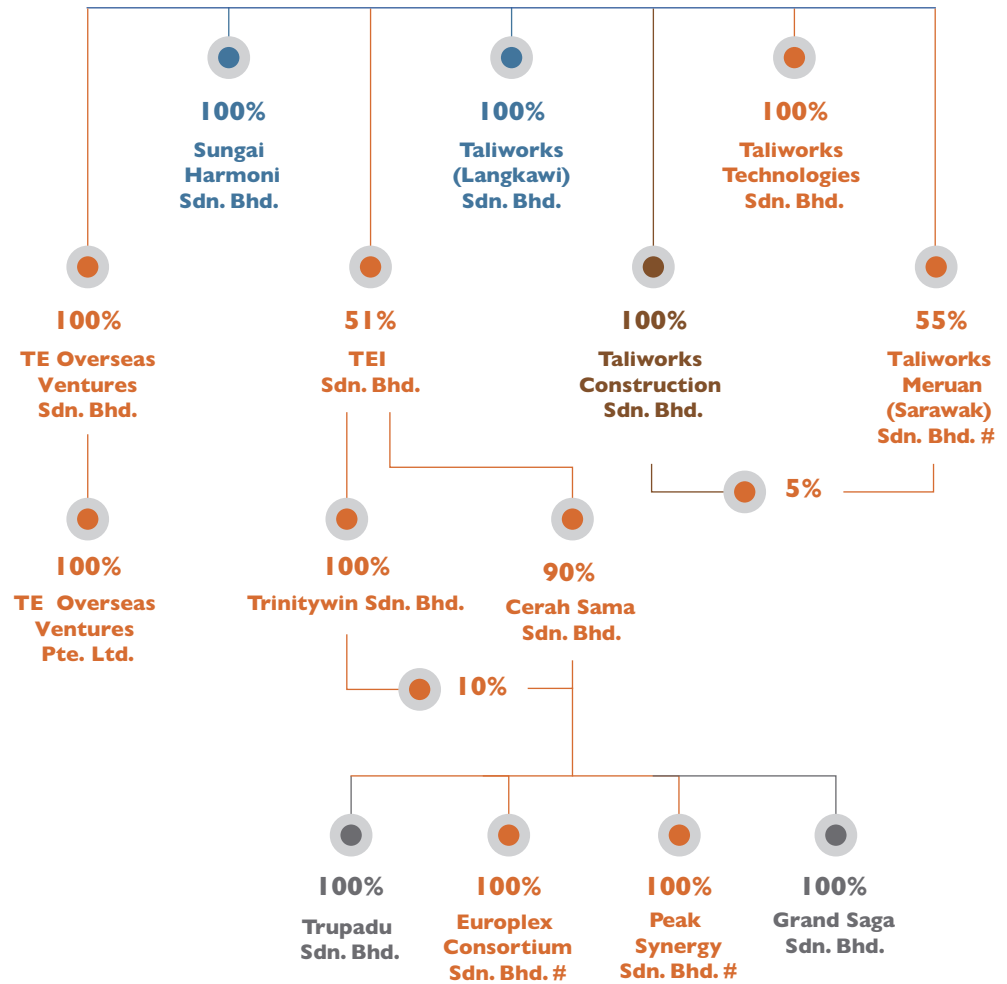 100%
Sungai
Harmoni
Sdn. Bhd.
100%
Taliworks
(Langkawi)
Sdn. Bhd.
100%
Taliworks
Technologies
Sdn. Bhd.
100%
TE Overseas
Ventures
Sdn. Bhd.
51%
TEI
Sdn. Bhd.
100%
Taliworks
Construction
Sdn. Bhd.
55%
Taliworks
Meruan
(Sarawak)
Sdn. Bhd. #
5%
100%
TE Overseas
Ventures
Pte. Ltd.
100%
Trinitywin Sdn. Bhd.
90%
Cerah Sama
Sdn. Bhd.
10%
100%
Trupadu
Sdn. Bhd.
100%
Europlex
Consortium
Sdn. Bhd. #
100%
Peak
Synergy
Sdn. Bhd. #
100%
Grand Saga
Sdn. Bhd.